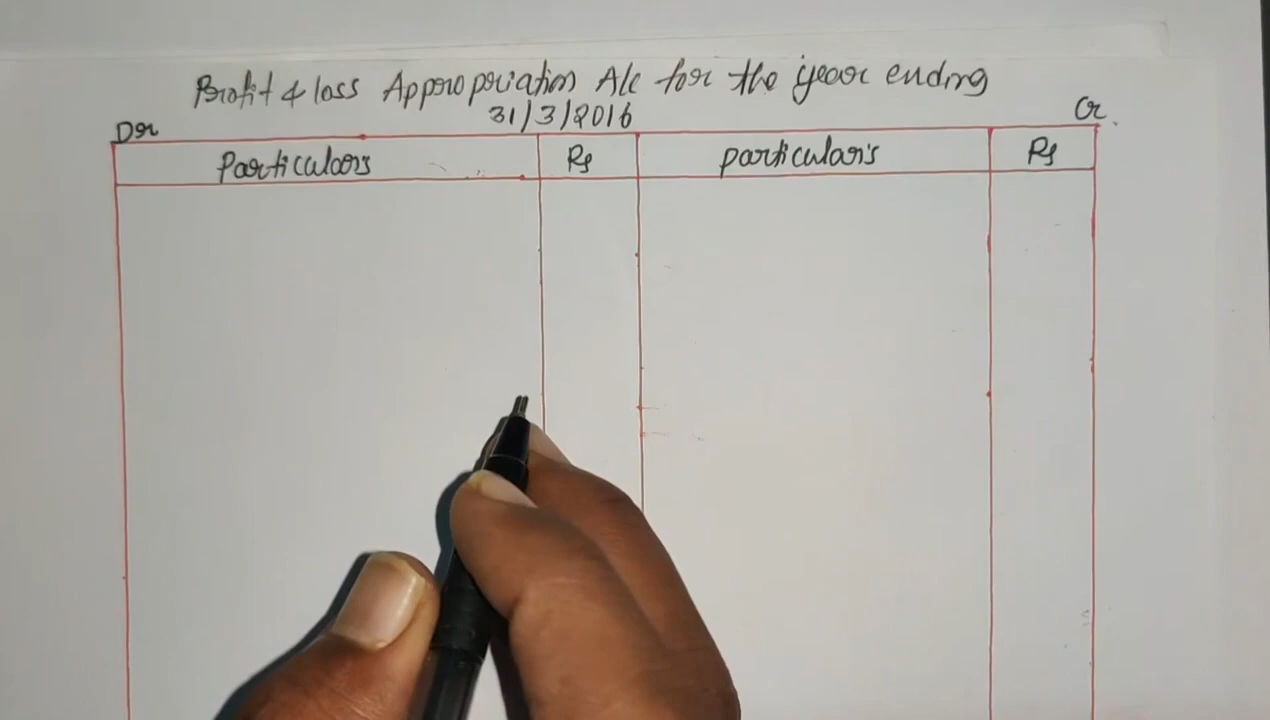 Profit & loss Appropriation A/c for the year ending
31/3/2016
Dr Cr.
Particulars Rs particulars Rs